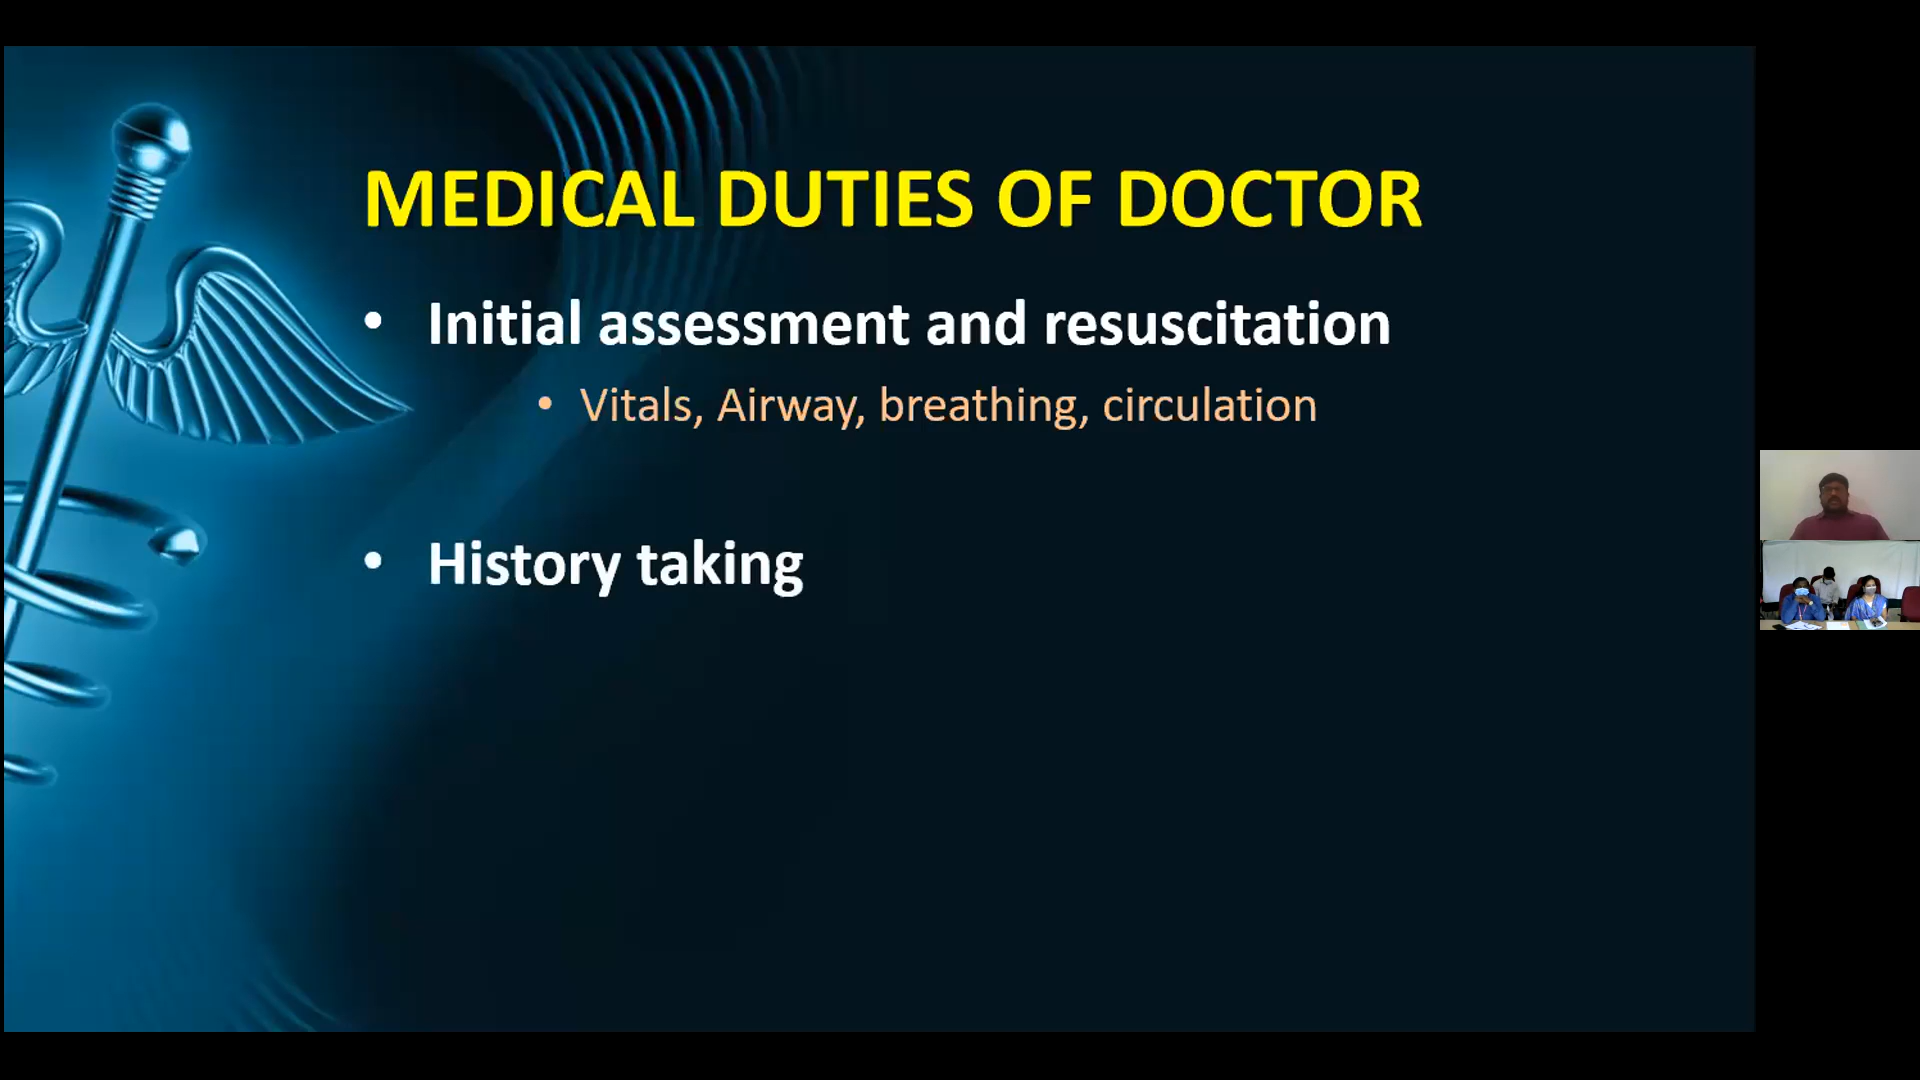 MEDICAL DUTIES OF DOCTOR
• Initial assessment and resuscitation
• Vitals, Airway, breathing, circulation
• History taking